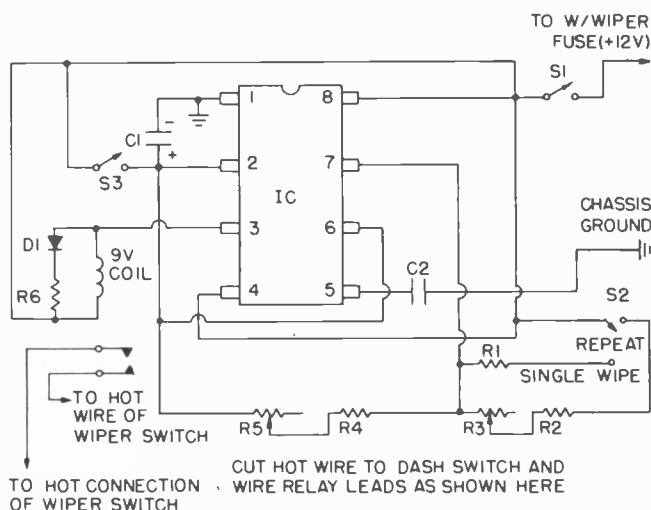 TO W/WIPER
FUSE(+12V)
S1
1
8
C1
-
+
S3
2
7
IC
3
6
D1
9V
COIL
R6
4
5
C2
CHASSIS
GROUND
S2
REPEAT
R1
SINGLE WIPE
TO HOT
WIRE OF
WIPER SWITCH
R5
R4
R3
R2
TO HOT CONNECTION
OF WIPER SWITCH
CUT HOT WIRE TO DASH SWITCH AND
WIRE RELAY LEADS AS SHOWN HERE